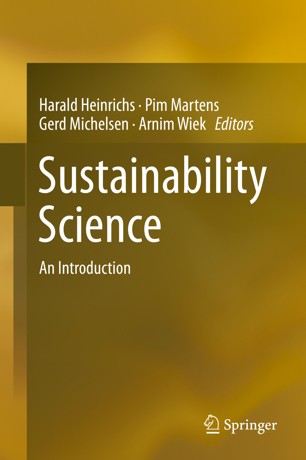 Harald Heinrichs · Pim Martens
Gerd Michelsen · Arnim Wiek Editors
Sustainability
Science
An Introduction
Springer